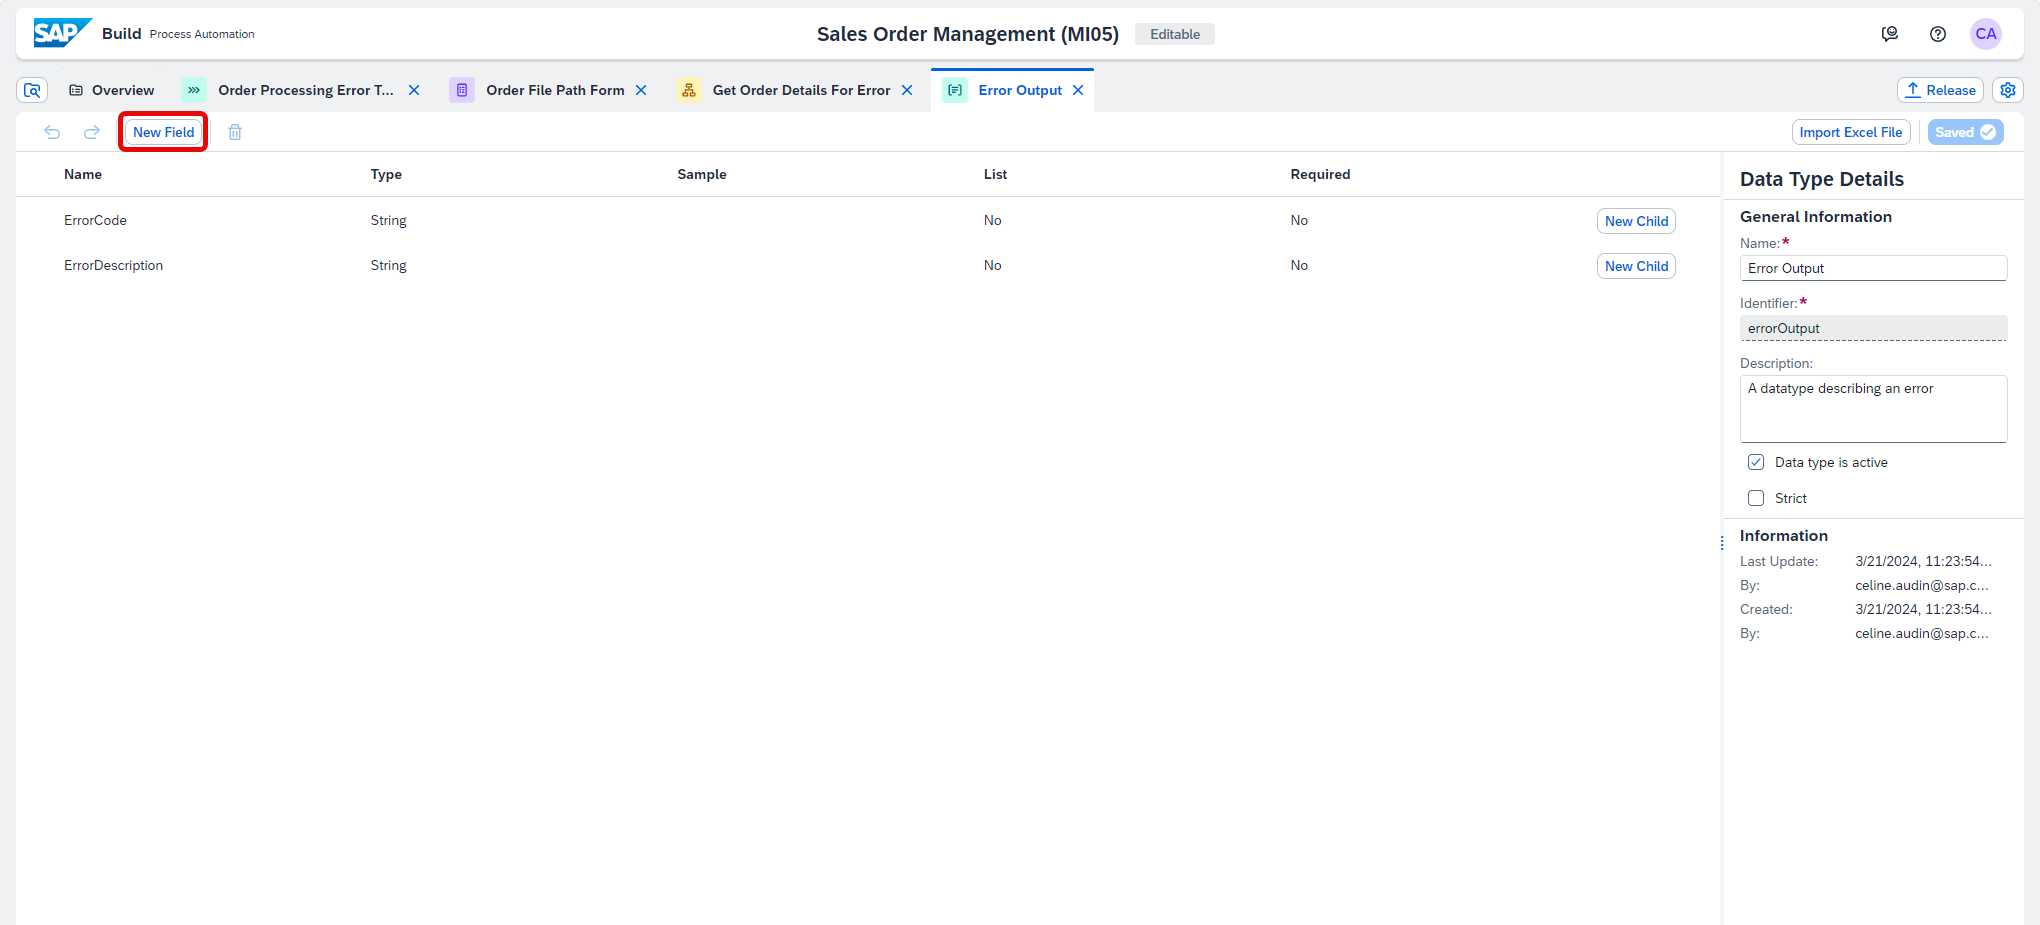 SAP Build Process Automation
Sales Order Management (MI05) Editable
CA
Overview
Order Processing Error T...
Order File Path Form
Get Order Details For Error
Error Output
Release
New Field
Import Excel File
Saved
Name Type Sample List Required
ErrorCode String No No New Child
ErrorDescription String No No New Child
Data Type Details
General Information
Name:*
Error Output
Identifier:*
errorOutput
Description:
A datatype describing an error
Data type is active
Strict
Information
Last Update: 3/21/2024, 11:23:54...
By: celine.audin@sap.c...
Created: 3/21/2024, 11:23:54...
By: celine.audin@sap.c...